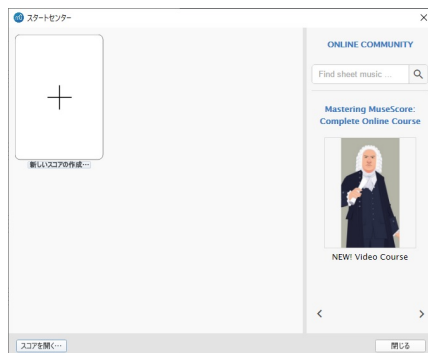 スタートセンター
ONLINE COMMUNITY
Find sheet music ...
Mastering MuseScore:
Complete Online Course
新しいスコアの作成…
NEW! Video Course
スコアを開く…
閉じる